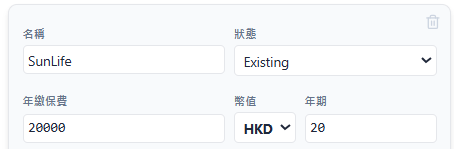 名稱 狀態
SunLife Existing
年繳保費 幣值 年期
20000 HKD 20